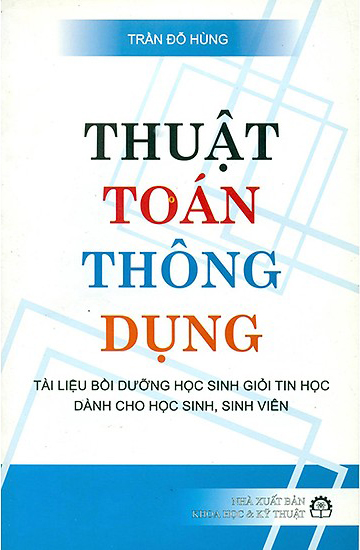 TRẦN ĐỖ HÙNG
THUẬT
TOÁN
THÔNG
DỤNG
TÀI LIỆU BỒI DƯỠNG HỌC SINH GIỎI TIN HỌC
DÀNH CHO HỌC SINH, SINH VIÊN
NHÀ XUẤT BẢN
KHOA HỌC & KỸ THUẬT